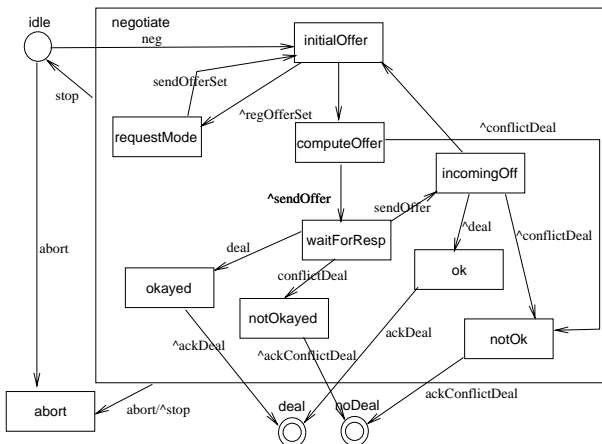 idle
negotiate
neg
initialOffer
sendOfferSet
stop
^regOfferSet
requestMode
computeOffer
^conflictDeal
incomingOff
^sendOffer
sendOffer
^deal
waitForResp
^conflictDeal
abort
deal
conflictDeal
okayed
ok
notOkayed
notOk
^ackDeal
ackDeal
^ackConflictDeal
ackConflictDeal
abort
abort/^stop
deal
noDeal